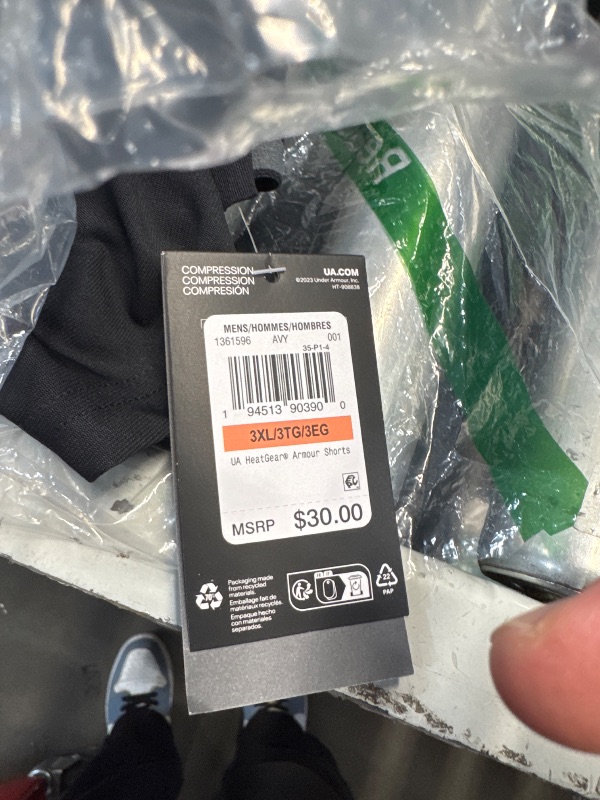 COMPRESSION
COMPRESSION
COMPRESIÓN
UA.COM
©2023 Under Armour, Inc.
HT-908838
MENS/HOMMES/HOMBRES
1361596 AVY 001
35-P1-4
1 94513 90390 0
3XL/3TG/3EG
UA HeatGear® Armour Shorts
MSRP $30.00
Packaging made
from recycled
materials.
Emballage fait de
matériaux recyclés.
Empaque hecho
con materiales
separados.
22
PAP